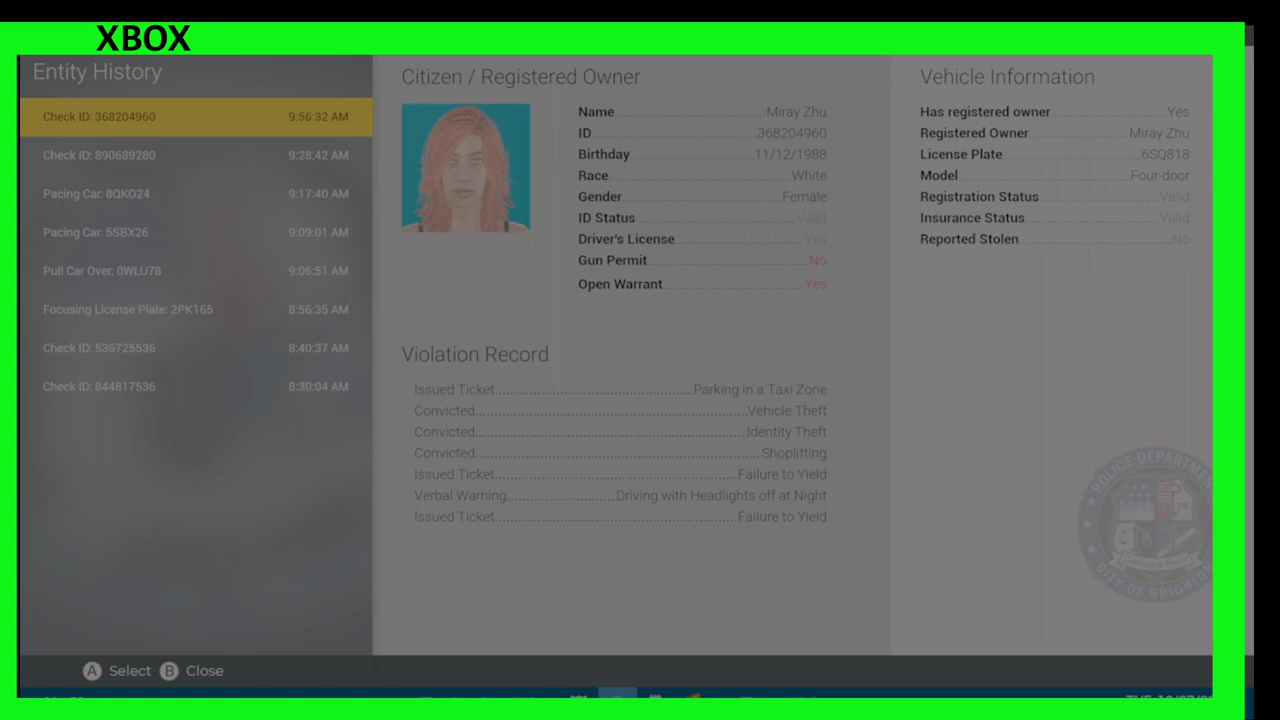 XBOX
Entity History
Check ID: 368204960 9:56:32 AM
Check ID: 890689280 9:28:42 AM
Pacing Car: 8QKO24 9:17:40 AM
Pacing Car: 5SBX26 9:09:01 AM
Pull Car Over: 0WLU78 9:06:51 AM
Focusing License Plate: 2PK165 8:56:35 AM
Check ID: 536725536 8:40:37 AM
Check ID: 844817536 8:30:04 AM
Citizen / Registered Owner
Name Miray Zhu
ID 368204960
Birthday 11/12/1988
Race White
Gender Female
ID Status Valid
Driver's License Yes
Gun Permit No
Open Warrant Yes
Violation Record
Issued Ticket Parking in a Taxi Zone
Convicted Vehicle Theft
Convicted Identity Theft
Convicted Shoplifting
Issued Ticket Failure to Yield
Verbal Warning Driving with Headlights off at Night
Issued Ticket Failure to Yield
Vehicle Information
Has registered owner Yes
Registered Owner Miray Zhu
License Plate 6SQ818
Model Four-door
Registration Status Valid
Insurance Status Valid
Reported Stolen No
POLICE DEPARTMENT
CITY OF BRIGHTON
A Select B Close